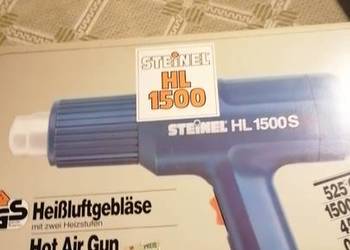 STEINEL
HL
1500
STEINEL HL 1500 S
GS
Heißluftgebläse
mit zwei Heizstufen
Hot Air Gun
525
1500